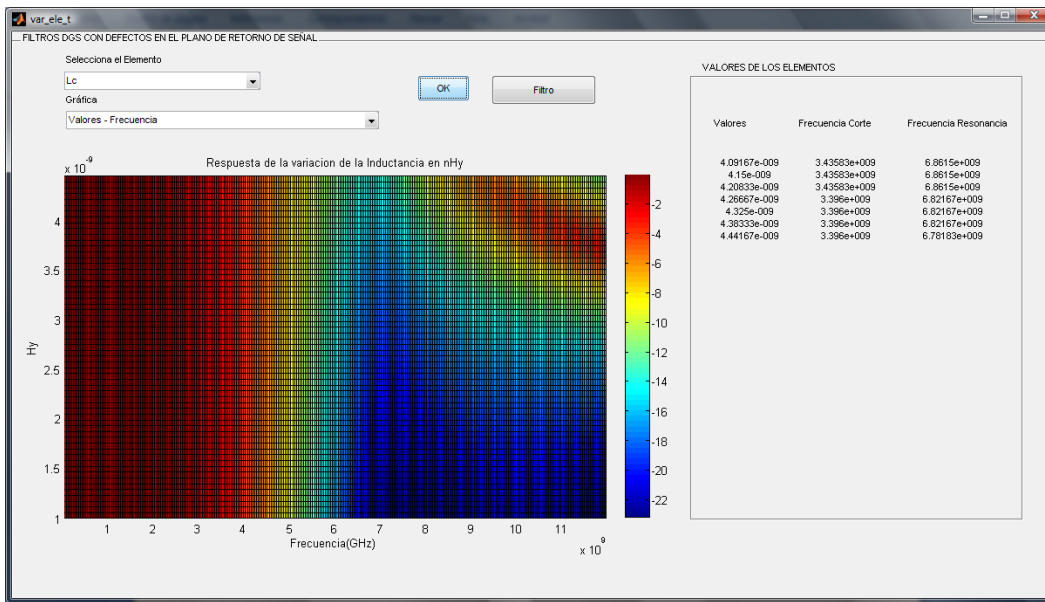 var_ele_t
FILTROS DGS CON DEFECTOS EN EL PLANO DE RETORNO DE SEÑAL
Selecciona el Elemento
Lc
OK
Filtro
Gráfica
Valores - Frecuencia
VALORES DE LOS ELEMENTOS
Valores Frecuencia Corte Frecuencia Resonancia
4.09167e-009 3.43583e+009 6.8615e+009
4.15e-009 3.43583e+009 6.8615e+009
4.20833e-009 3.43583e+009 6.8615e+009
4.26667e-009 3.396e+009 6.82167e+009
4.325e-009 3.396e+009 6.82167e+009
4.38333e-009 3.396e+009 6.82167e+009
4.44167e-009 3.396e+009 6.78183e+009
x 10^-9
Respuesta de la variacion de la Inductancia en nHy
4
3.5
3
2.5
2
1.5
1
Hy
1 2 3 4 5 6 7 8 9 10 11
Frecuencia(GHz)
x 10^9
-2
-4
-6
-8
-10
-12
-14
-16
-18
-20
-22